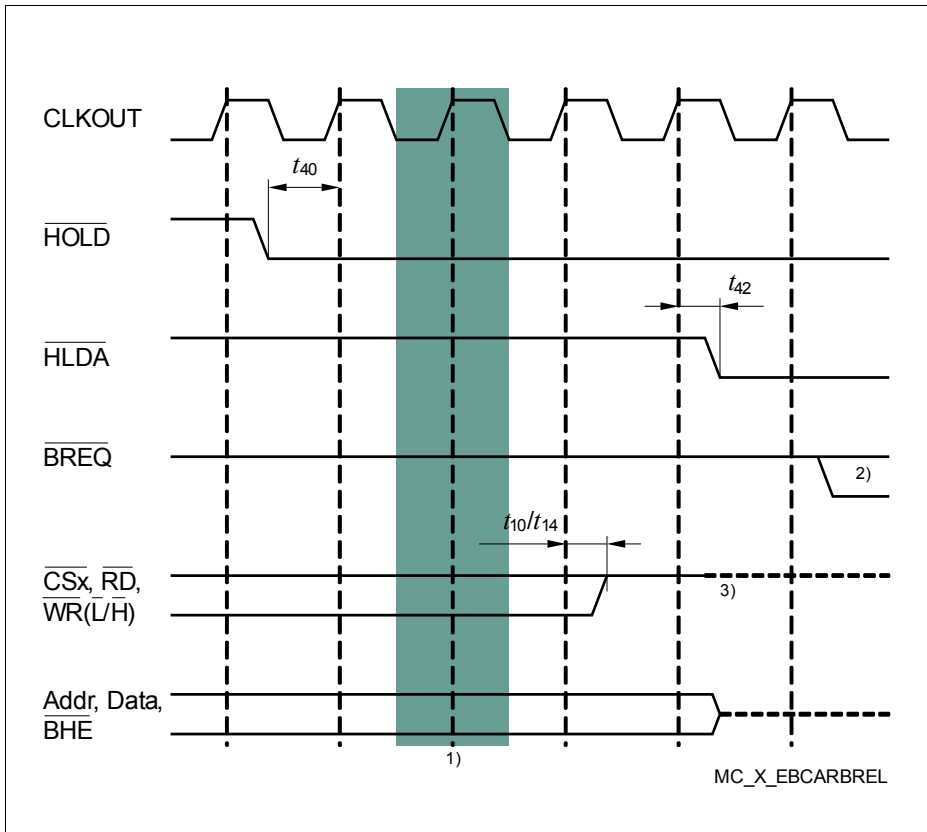 CLKOUT
t40
HOLD
t42
HLDA
BREQ
2)
t10/t14
CSx, RD,
WR(L/H)
3)
Addr, Data,
BHE
1)
MC_X_EBCARBREL